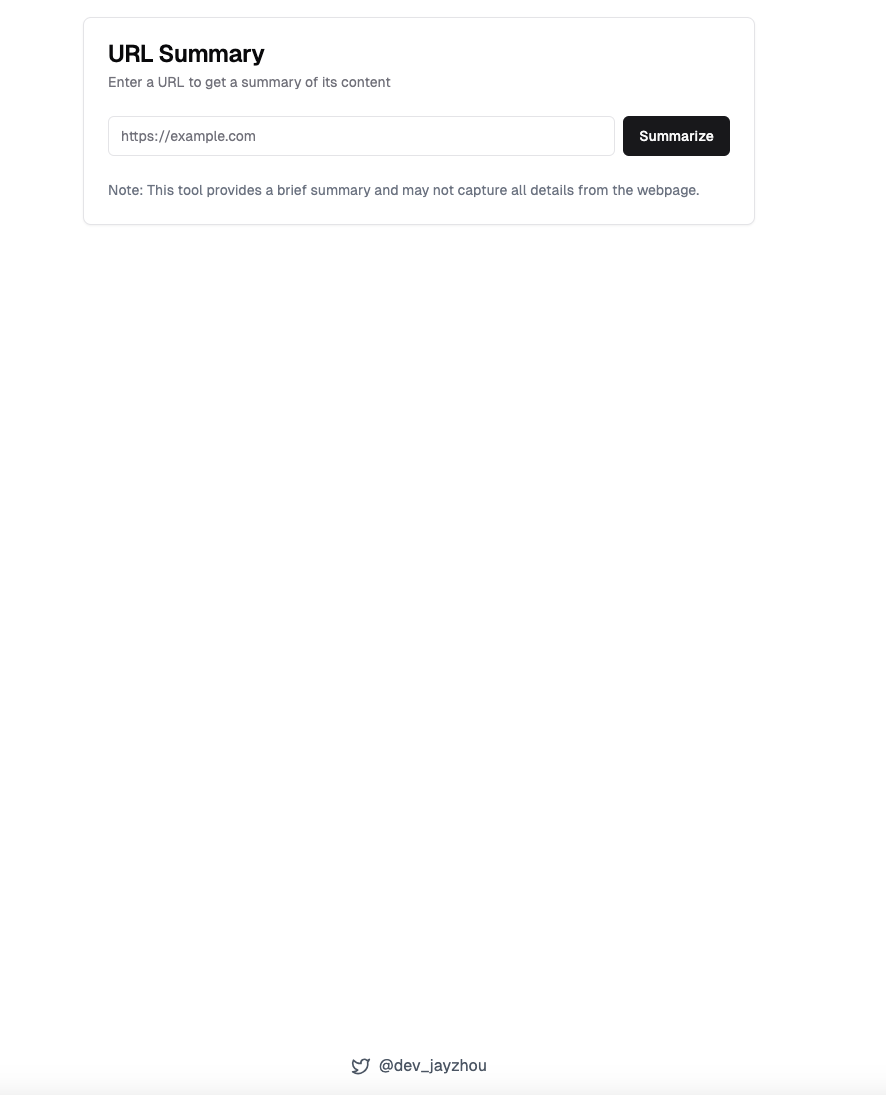 URL Summary
Enter a URL to get a summary of its content
https://example.com
Summarize
Note: This tool provides a brief summary and may not capture all details from the webpage.
@dev_jayzhou